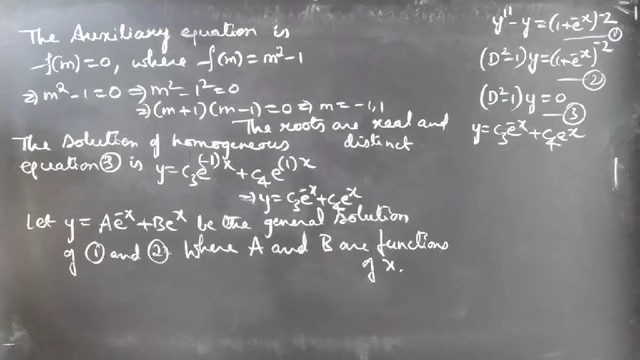 The Auxiliary equation is
f(m)=0, where f(m)=m²-1
⇒ m²-1=0 ⇒ m²-1²=0
⇒(m+1)(m-1)=0 ⇒ m=-1,1
The roots are real and
distinct.
The solution of homogeneous
equation ③ is y=c₃e^(-1)x + c₄e^(1)x
⇒ y=c₃e^-x+c₄e^x
Let y = Ae^-x + Be^x be the general solution
of ① and ② where A and B are functions
of x.
y''-y=(1+e^-x)^-2
①
(D²-1)y=(1+e^-x)^-2
②
(D²-1)y=0
③
y=c₃e^-x+c₄e^x